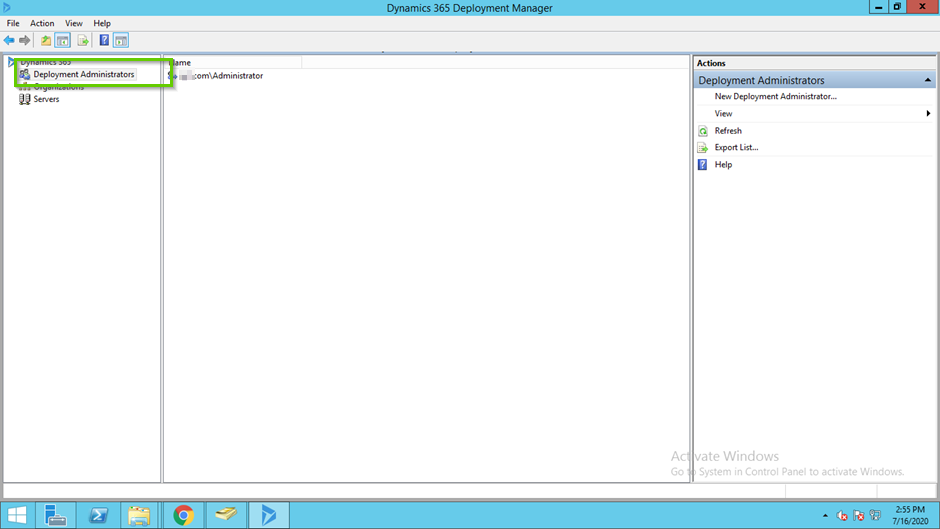 Dynamics 365 Deployment Manager
File Action View Help
Dynamics 365
Deployment Administrators
Organizations
Servers
Name
.com\Administrator
Actions
Deployment Administrators
New Deployment Administrator...
View
Refresh
Export List...
Help
Activate Windows
Go to System in Control Panel to activate Windows.
2:55 PM
7/16/2020